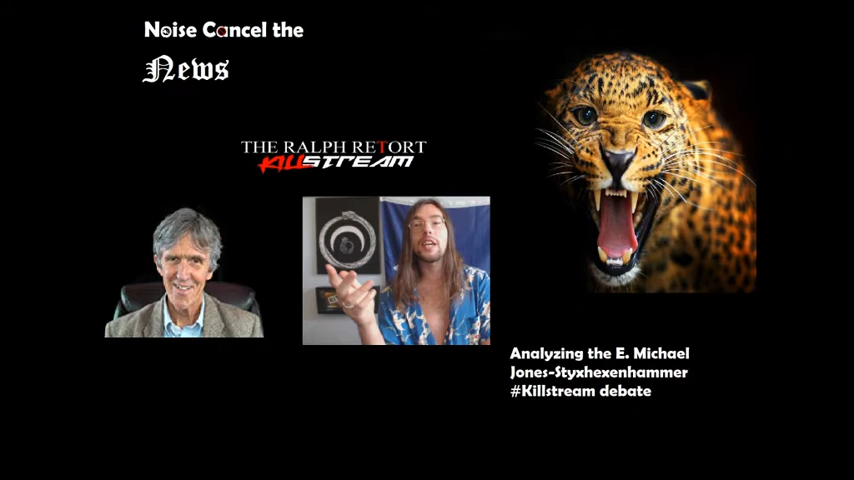 Noise Cancel the
News
THE RALPH RETORT
KILLSTREAM
Analyzing the E. Michael
Jones-Styxhexenhammer
#Killstream debate